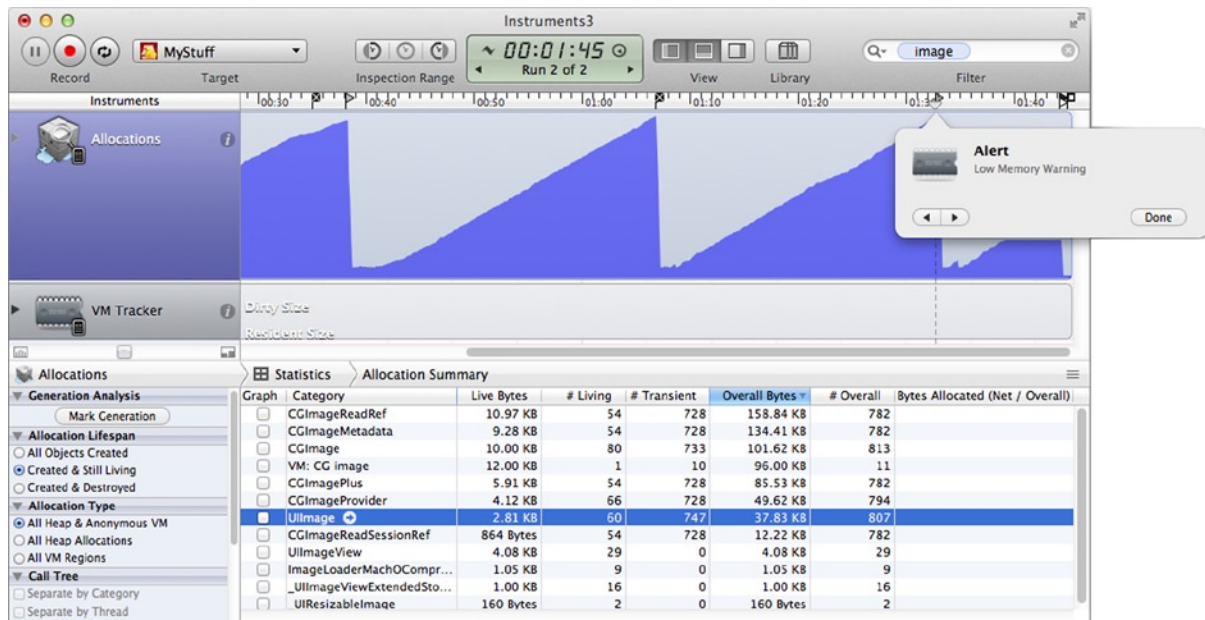 Instruments3
MyStuff
00:01:45
Run 2 of 2
image
Record
Target
Inspection Range
View
Library
Filter
Instruments
00:30 00:40 00:50 01:00 01:10 01:20 01:3 01:40
Allocations
Alert
Low Memory Warning
Done
VM Tracker
Dirty Size
Resident Size
Allocations
Statistics
Allocation Summary
Generation Analysis
Mark Generation
Allocation Lifespan
All Objects Created
Created & Still Living
Created & Destroyed
Allocation Type
All Heap & Anonymous VM
All Heap Allocations
All VM Regions
Call Tree
Separate by Category
Separate by Thread
Graph Category Live Bytes # Living # Transient Overall Bytes # Overall Bytes Allocated (Net / Overall)
CGImageReadRef 10.97 KB 54 728 158.84 KB 782
CGImageMetadata 9.28 KB 54 728 134.41 KB 782
CGImage 10.00 KB 80 733 101.62 KB 813
VM: CG image 12.00 KB 1 10 96.00 KB 11
CGImagePlus 5.91 KB 54 728 85.53 KB 782
CGImageProvider 4.12 KB 66 728 49.62 KB 794
UIImage 2.81 KB 60 747 37.83 KB 807
CGImageReadSessionRef 864 Bytes 54 728 12.22 KB 782
UIImageView 4.08 KB 29 0 4.08 KB 29
ImageLoaderMachOCompr... 1.05 KB 9 0 1.05 KB 9
_UIImageViewExtendedSto... 1.00 KB 16 0 1.00 KB 16
_UIResizableImage 160 Bytes 2 0 160 Bytes 2